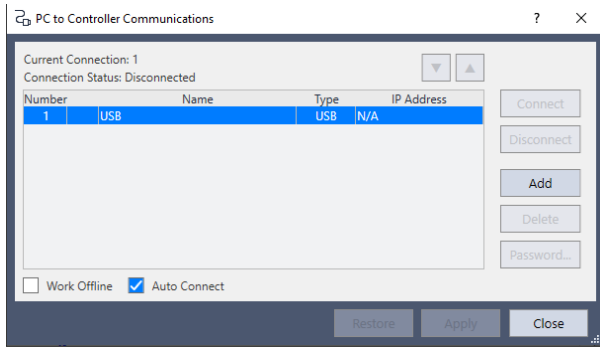 PC to Controller Communications
Current Connection: 1
Connection Status: Disconnected
Number Name Type IP Address
1 USB USB N/A
Connect
Disconnect
Add
Delete
Password...
Work Offline Auto Connect
Restore Apply Close